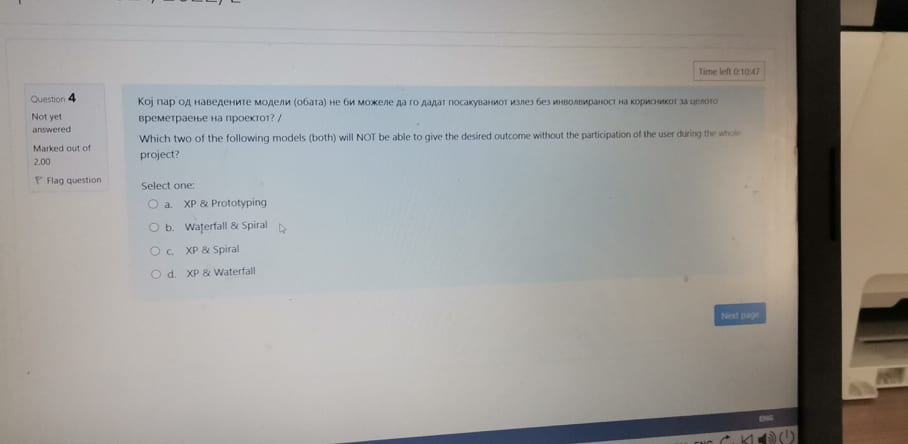 Time left 0:10:47
Question 4
Not yet
answered
Marked out of
2.00
Flag question
Кој пар од наведените модели (обата) не би можеле да го дадат посакуваниот излез без инволвираност на корисникот за целото
времетраење на проектот? /
Which two of the following models (both) will NOT be able to give the desired outcome without the participation of the user during the whole
project?
Select one:
a. XP & Prototyping
b. Waterfall & Spiral
c. XP & Spiral
d. XP & Waterfall
Next page
ENG